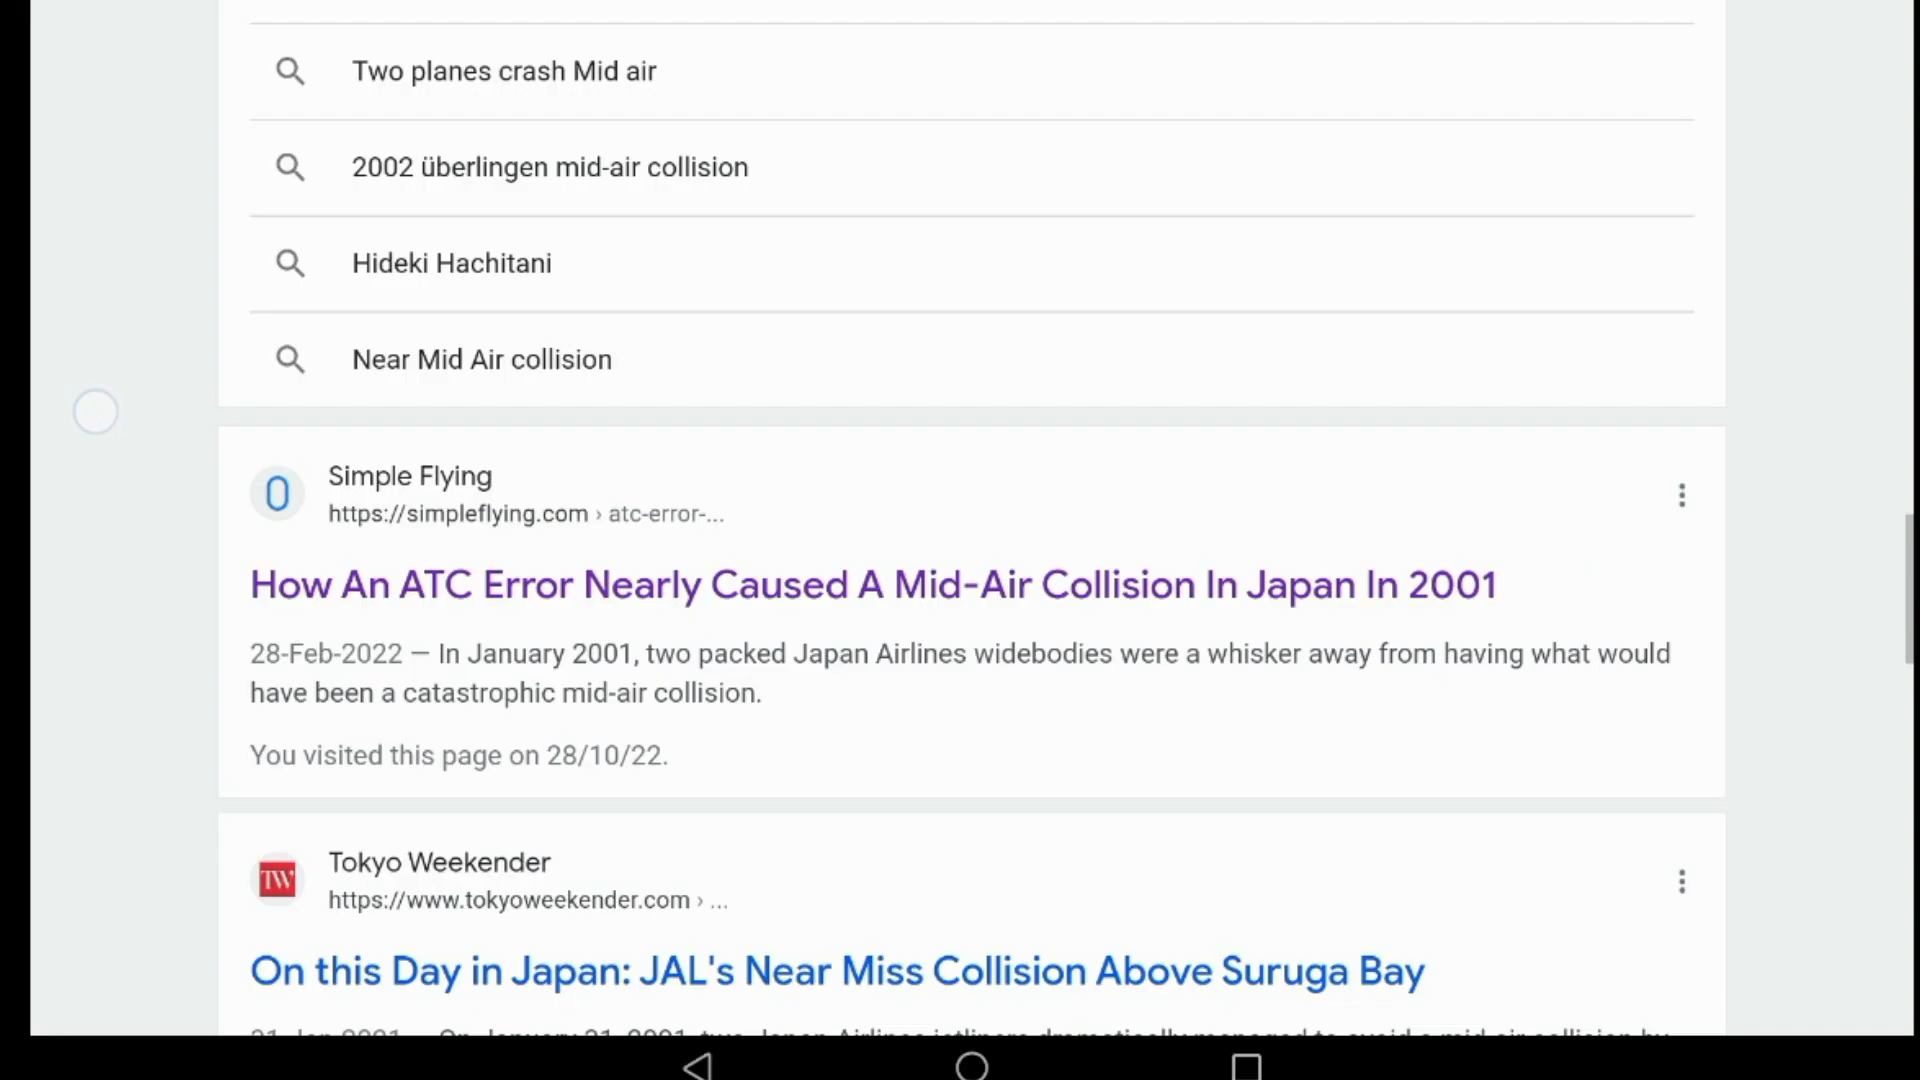 Two planes crash Mid air
2002 überlingen mid-air collision
Hideki Hachitani
Near Mid Air collision
Simple Flying
https://simpleflying.com › atc-error-...
How An ATC Error Nearly Caused A Mid-Air Collision In Japan In 2001
28-Feb-2022 — In January 2001, two packed Japan Airlines widebodies were a whisker away from having what would
have been a catastrophic mid-air collision.
You visited this page on 28/10/22.
TW
Tokyo Weekender
https://www.tokyoweekender.com › ...
On this Day in Japan: JAL's Near Miss Collision Above Suruga Bay